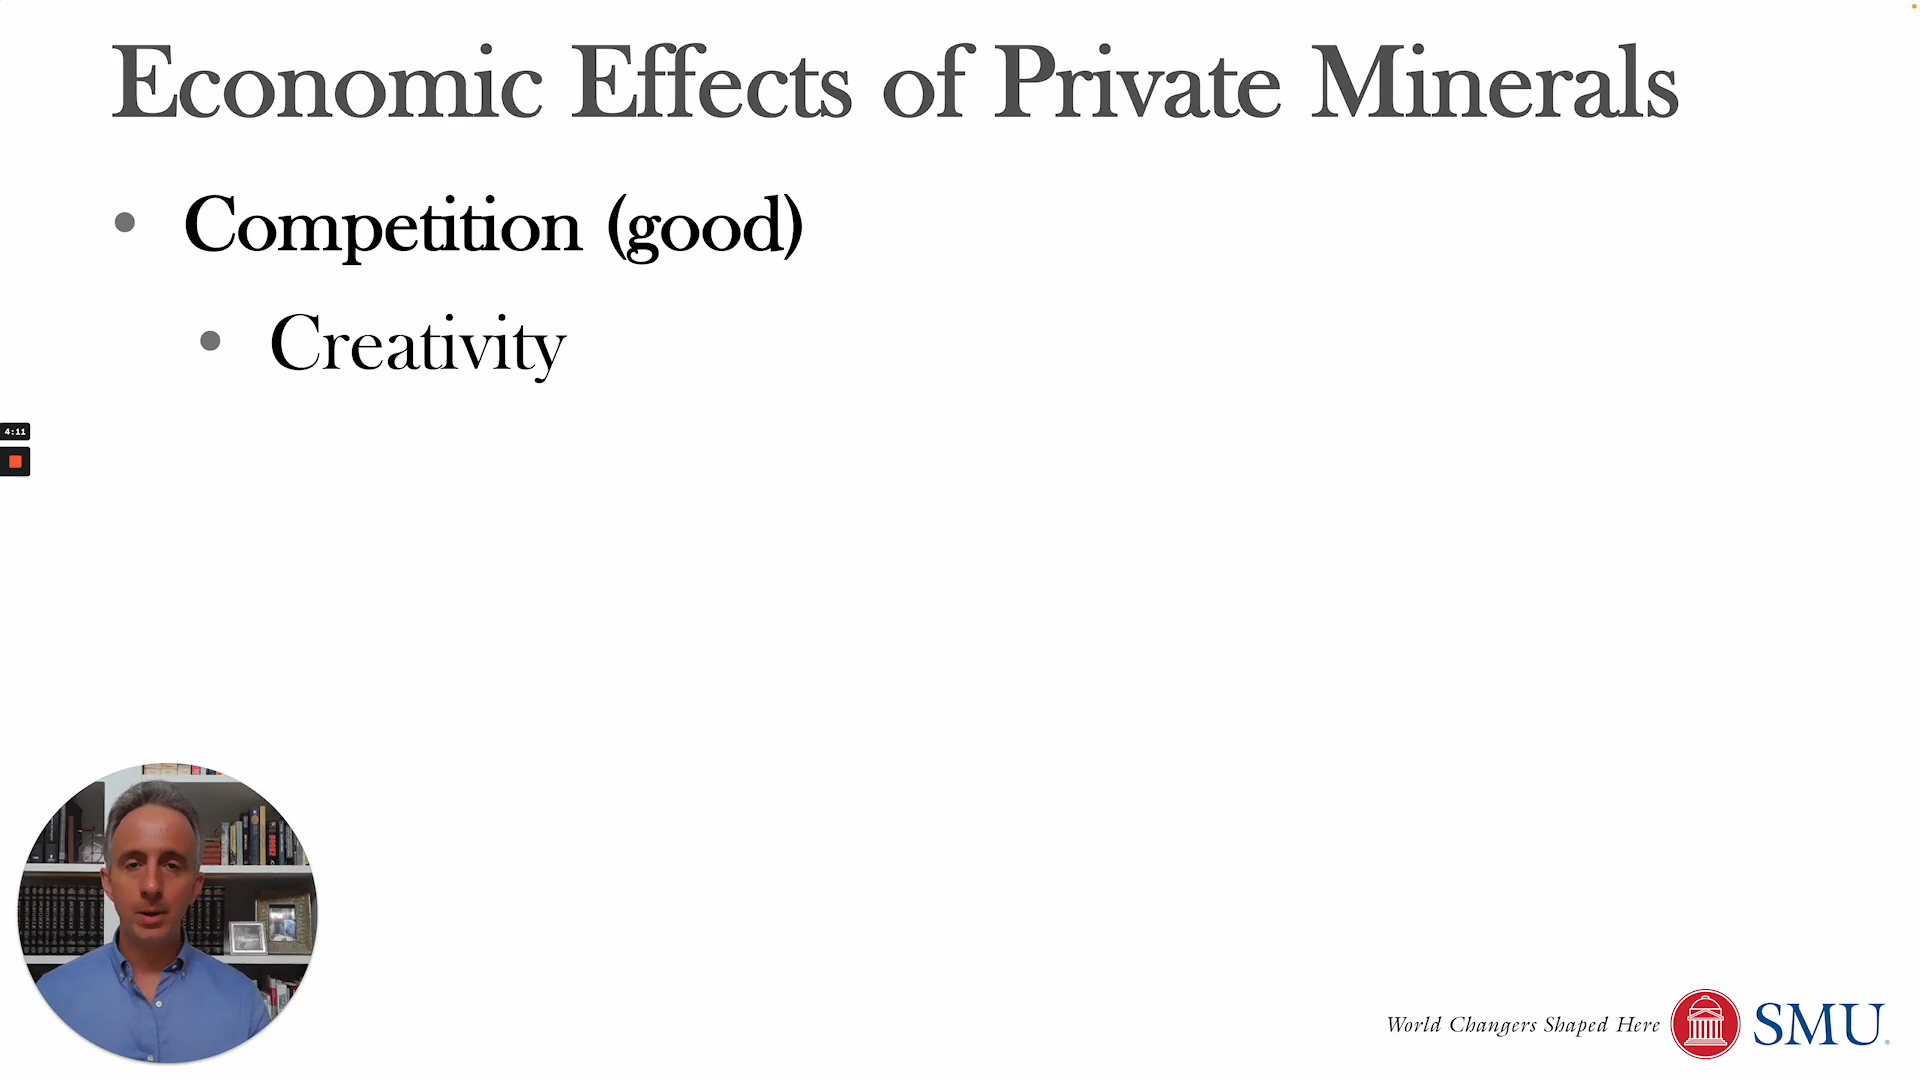 Economic Effects of Private Minerals
• Competition (good)
• Creativity
4:11
World Changers Shaped Here
SMU